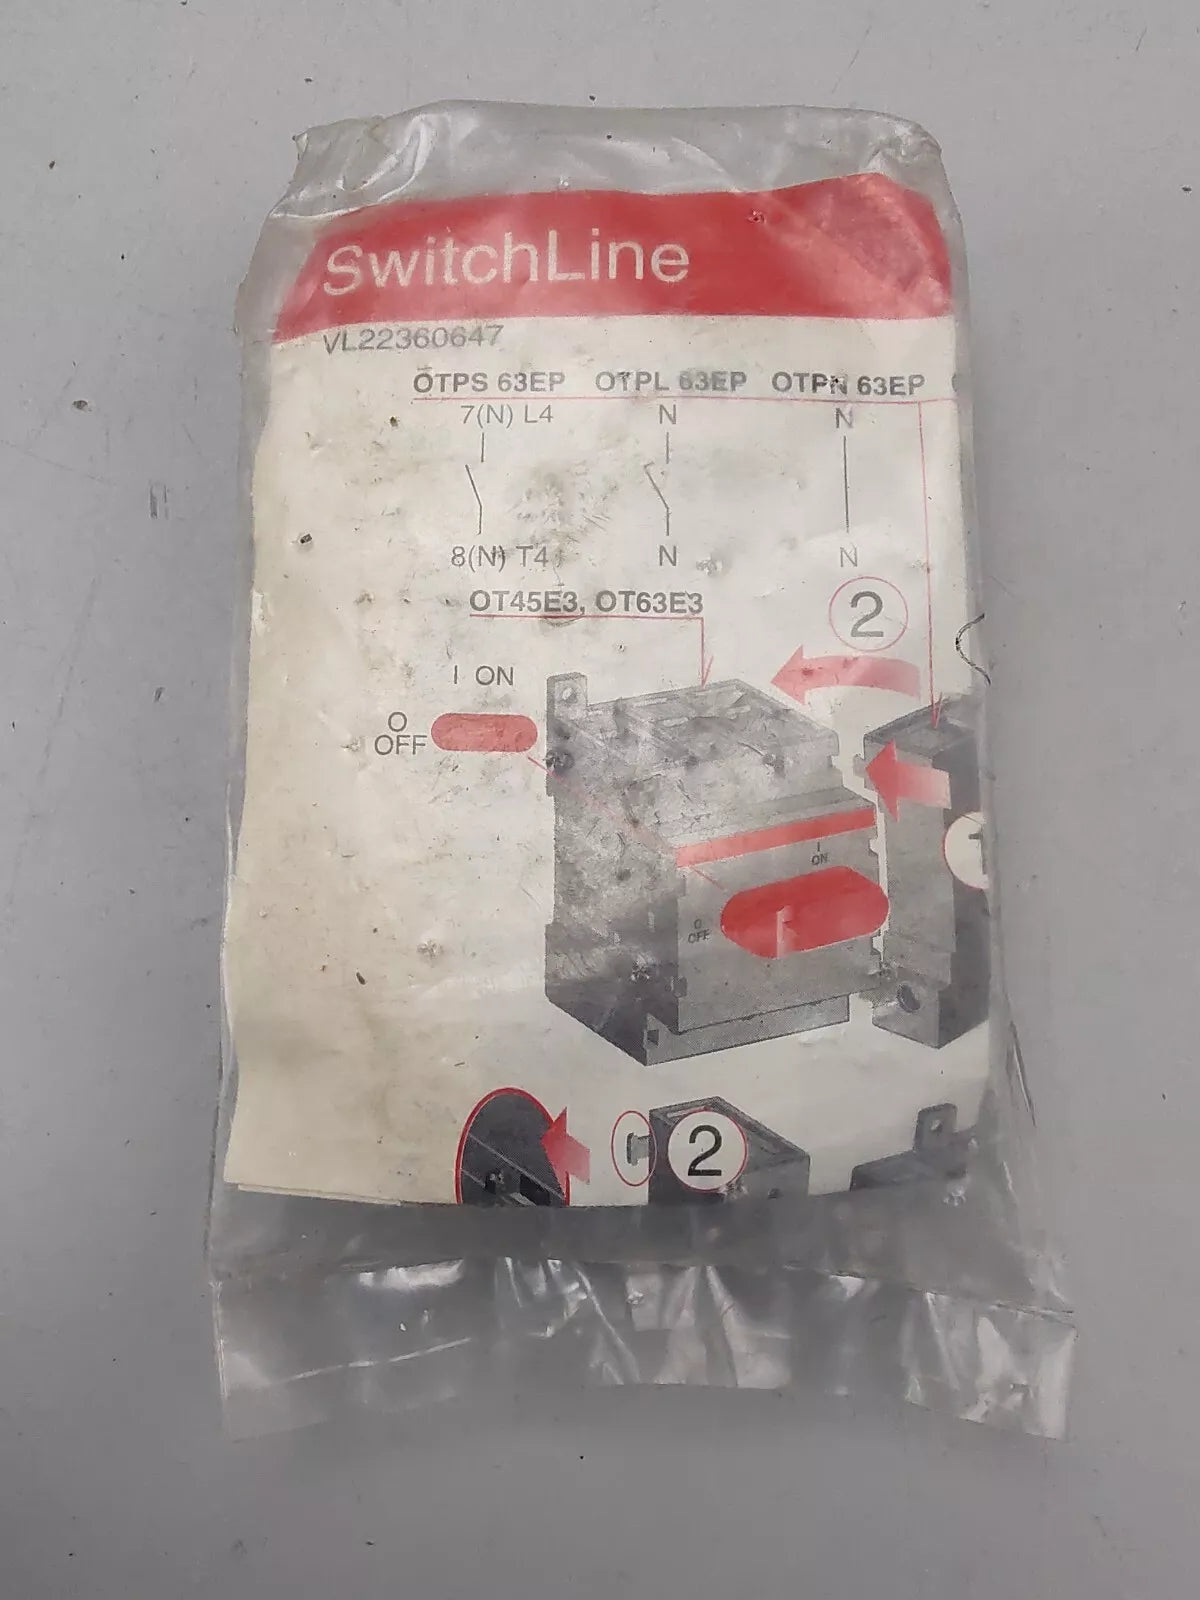 SwitchLine
VL22360647
OTPS 63EP OTPL 63EP OTPN 63EP
7(N) L4 N N
8(N) T4 N N
OT45E3, OT63E3
2
I ON
O
OFF
I
ON
O
OFF
1
2